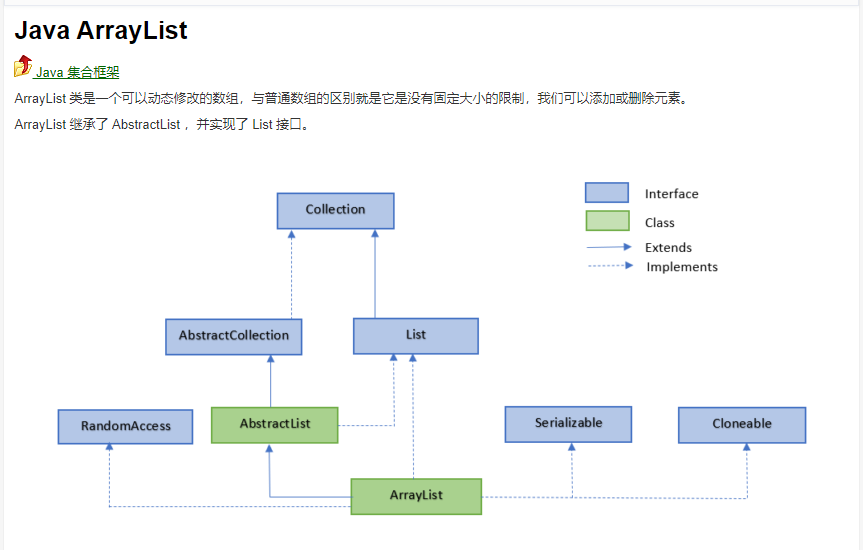 Java ArrayList
Java 集合框架
ArrayList 类是一个可以动态修改的数组，与普通数组的区别就是它是没有固定大小的限制，我们可以添加或删除元素。
ArrayList 继承了 AbstractList ，并实现了 List 接口。
Collection
Interface
Class
Extends
Implements
AbstractCollection
List
RandomAccess
AbstractList
Serializable
Cloneable
ArrayList